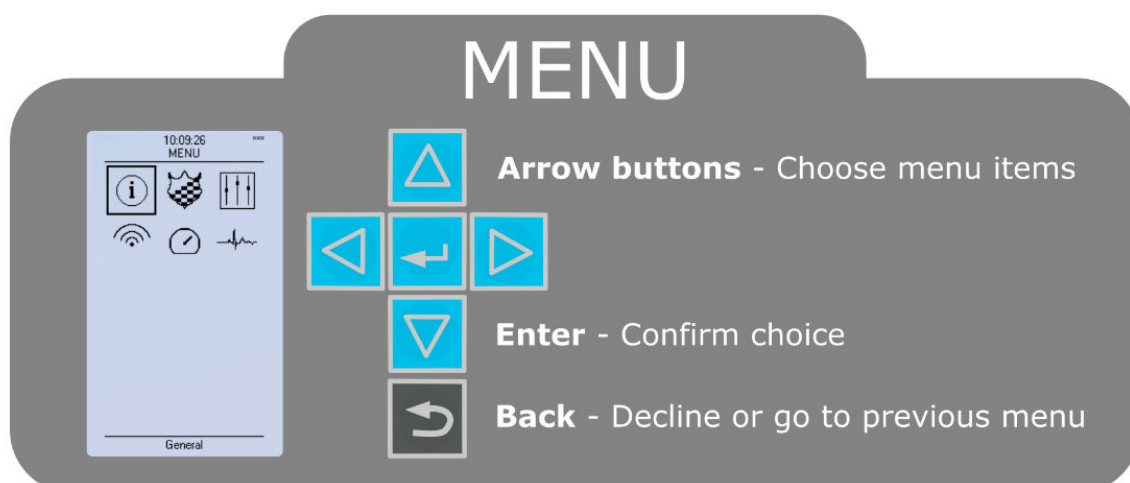 MENU
10:09:26
MENU
General
Arrow buttons - Choose menu items
Enter - Confirm choice
Back - Decline or go to previous menu